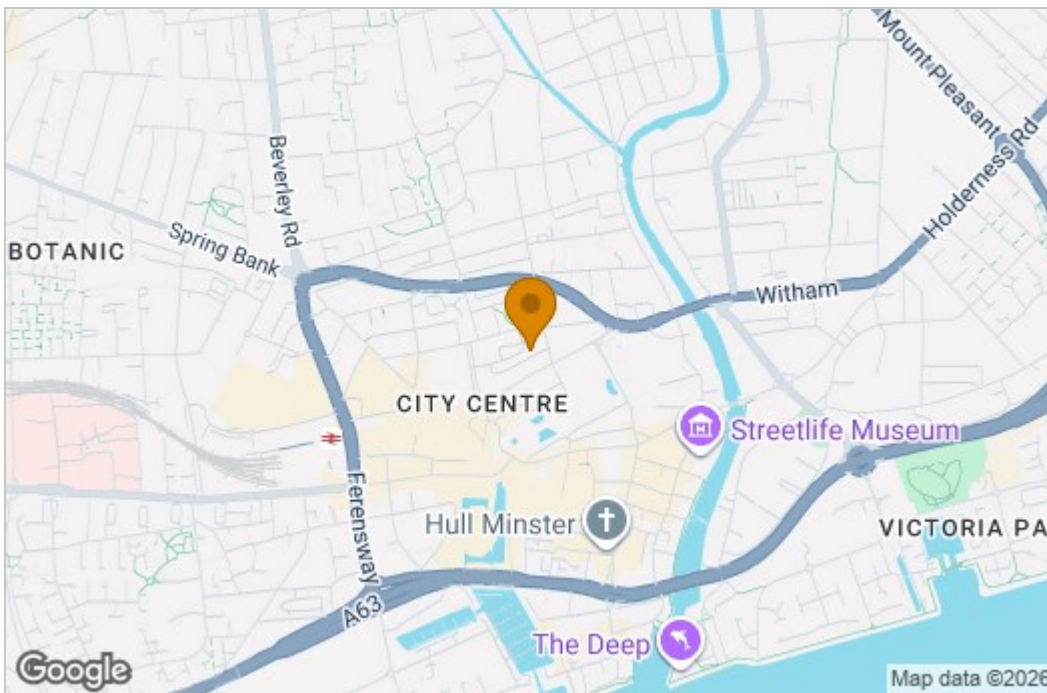 Mount Pleasant
Holderness Rd
Beverley Rd
Spring Bank
BOTANIC
Witham
CITY CENTRE
Streetlife Museum
Ferensway
Hull Minster
VICTORIA PA
A63
The Deep
Google
Map data ©2026